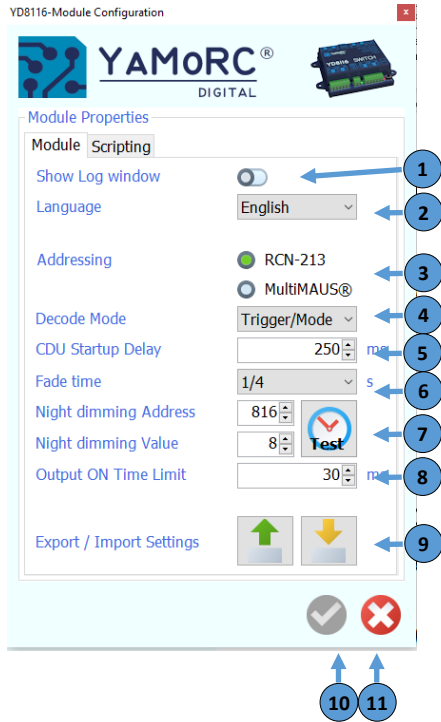 YD8116-Module Configuration x
YAMORC®
DIGITAL
YD8116 SWITCH
Module Properties
Module Scripting
Show Log window 1
Language English 2
Addressing RCN-213 3
MultiMAUS®
Decode Mode Trigger/Mode 4
CDU Startup Delay 250 5
Fade time 1/4 s 6
Night dimming Address 816
Test 7
Night dimming Value 8
Output ON Time Limit 30 8
Export / Import Settings 9
10 11